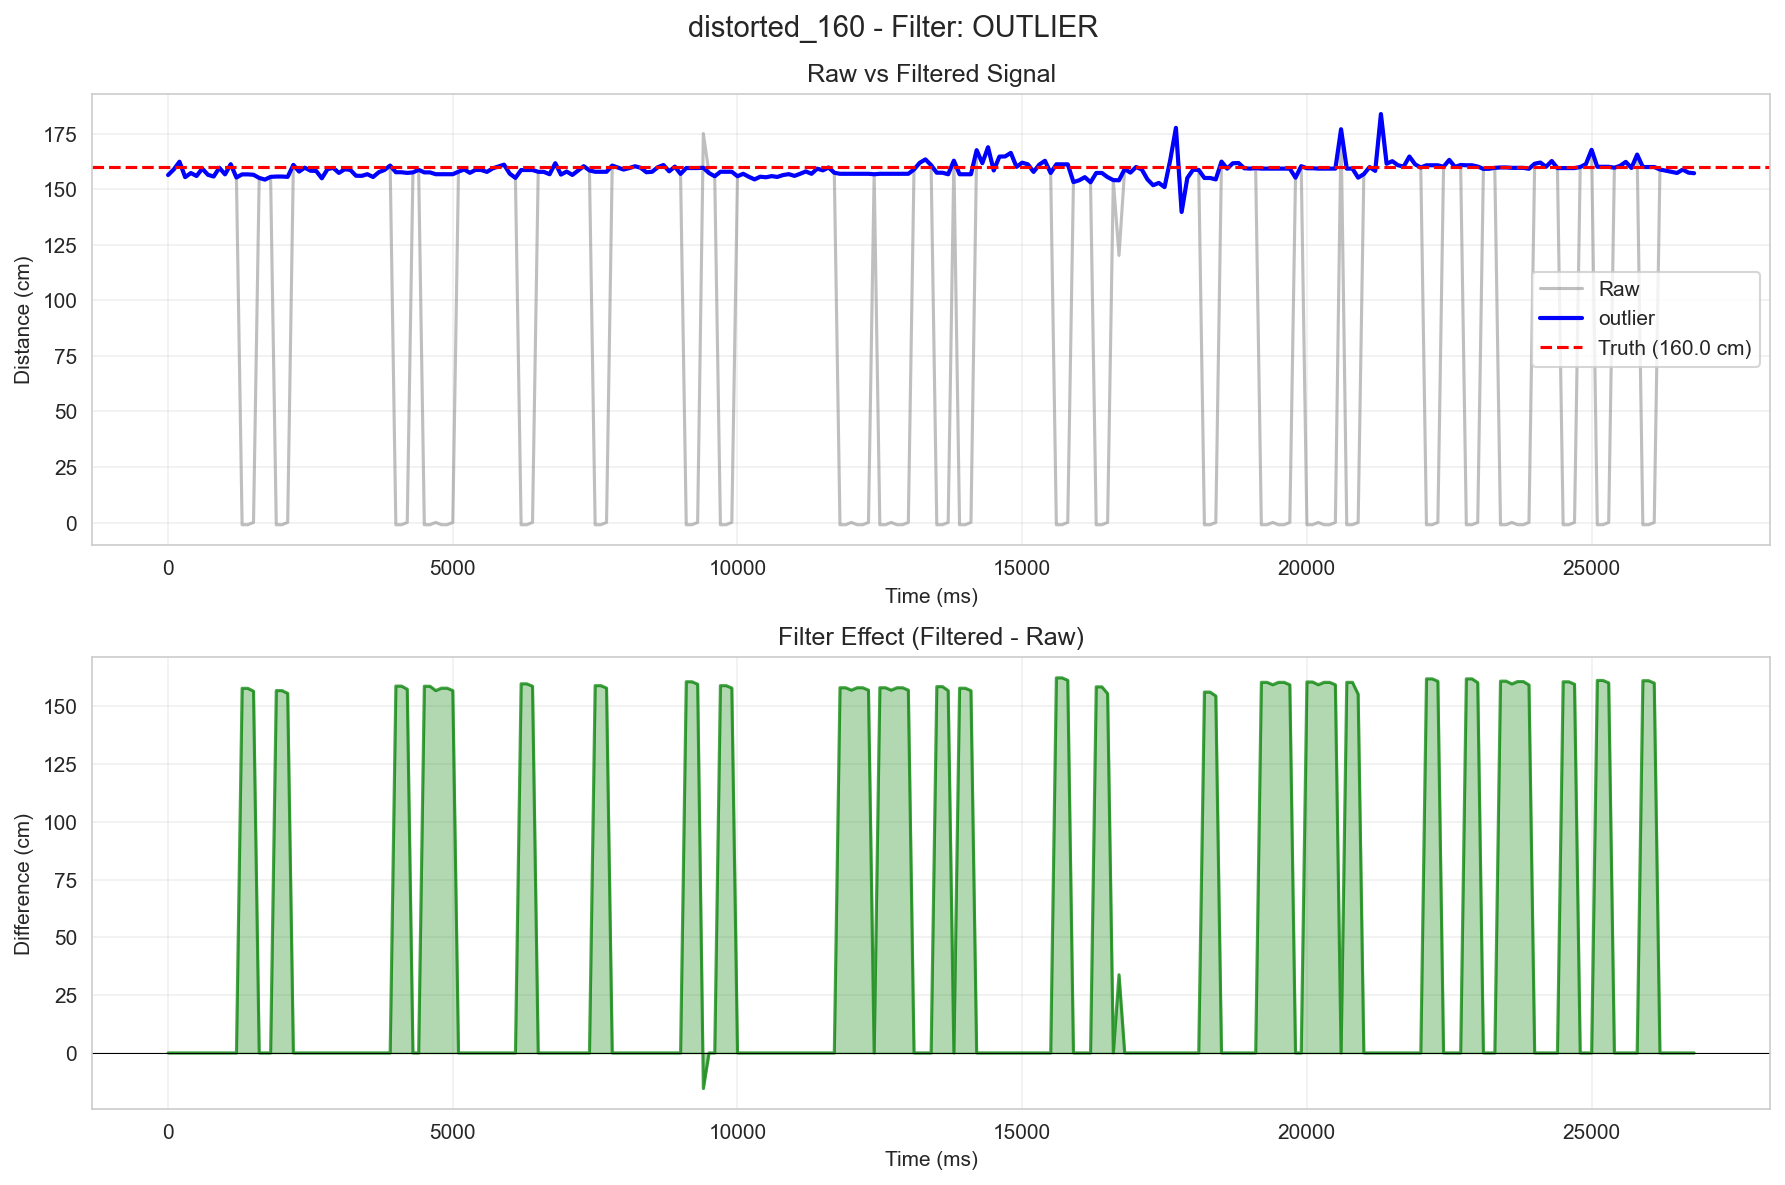 distorted_160 - Filter: OUTLIER
Raw vs Filtered Signal
Distance (cm)
175
150
125
100
75
50
25
0
Raw
outlier
Truth (160.0 cm)
0 5000 10000 15000 20000 25000
Time (ms)
Filter Effect (Filtered - Raw)
Difference (cm)
150
125
100
75
50
25
0
0 5000 10000 15000 20000 25000
Time (ms)